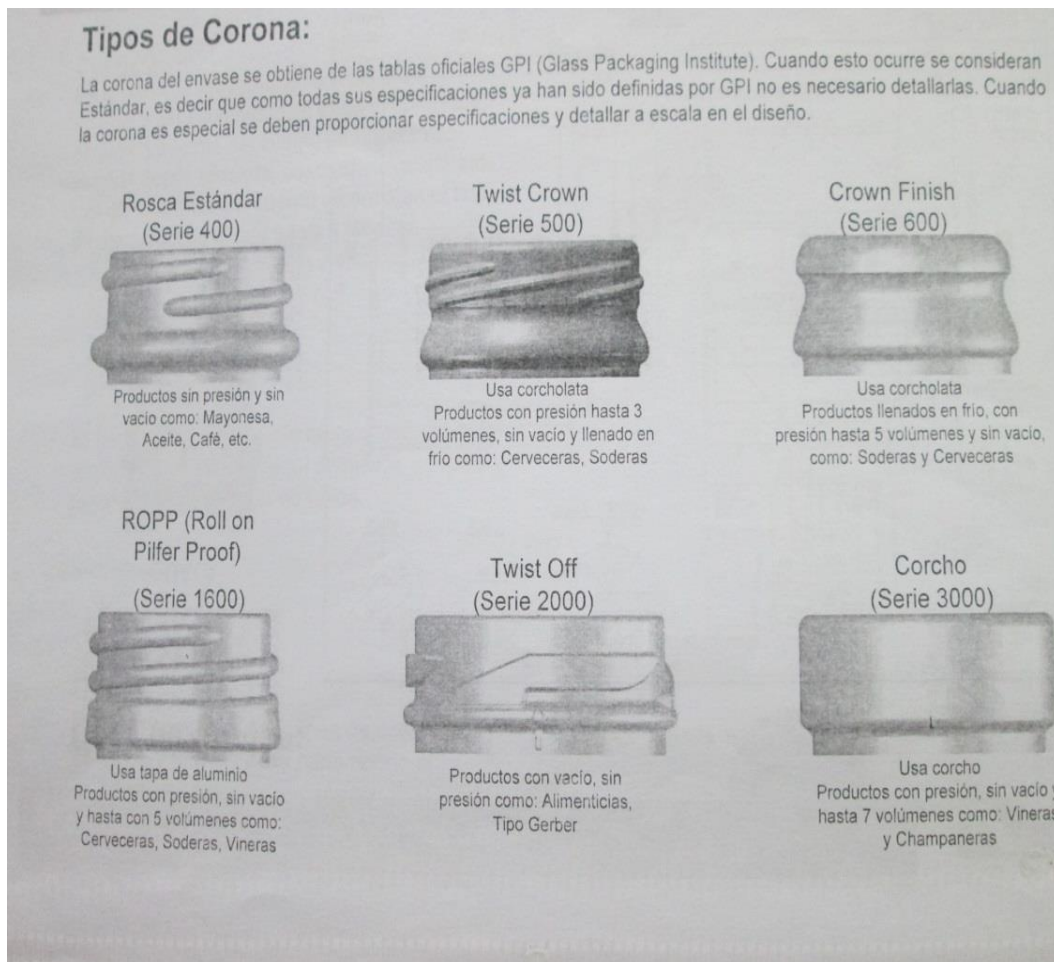 Tipos de Corona:
La corona del envase se obtiene de las tablas oficiales GPI (Glass Packaging Institute). Cuando esto ocurre se consideran
Estándar, es decir que como todas sus especificaciones ya han sido definidas por GPI no es necesario detallarlas. Cuando
la corona es especial se deben proporcionar especificaciones y detallar a escala en el diseño.
Rosca Estándar
(Serie 400)
Productos sin presión y sin
vacio como: Mayonesa,
Aceite, Café, etc.
Twist Crown
(Serie 500)
Usa corcholata
Productos con presión hasta 3
volúmenes, sin vacio y llenado en
frio como: Cerveceras, Soderas
Crown Finish
(Serie 600)
Usa corcholata
Productos llenados en frio, con
presión hasta 5 volúmenes y sin vacio,
como: Soderas y Cerveceras
ROPP (Roll on
Pilfer Proof)
(Serie 1600)
Usa tapa de aluminio
Productos con presión, sin vacio
y hasta con 5 volúmenes como:
Cerveceras, Soderas, Vineras
Twist Off
(Serie 2000)
Productos con vacio, sin
presión como: Alimenticias,
Tipo Gerber
Corcho
(Serie 3000)
Usa corcho
Productos con presión, sin vacio y
hasta 7 volúmenes como: Vineras
y Champaneras